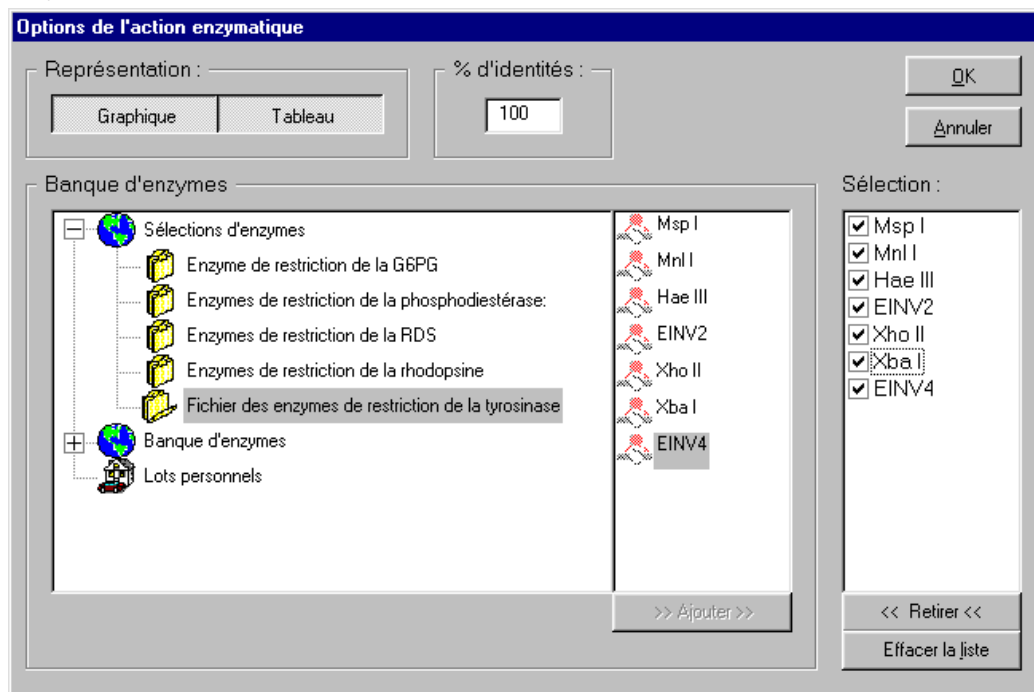 Options de l'action enzymatique
Représentation :
% d'identités :
Graphique
Tableau
100
OK
Annuler
Banque d'enzymes
Sélection :
Sélections d'enzymes
Enzyme de restriction de la G6PG
Enzymes de restriction de la phosphodiestérase:
Enzymes de restriction de la RDS
Enzymes de restriction de la rhodopsine
Fichier des enzymes de restriction de la tyrosinase
Banque d'enzymes
Lots personnels
Msp I
Mnl I
Hae III
EINV2
Xho II
Xba I
EINV4
>> Ajouter >>
Msp I
Mnl I
Hae III
EINV2
Xho II
Xba I
EINV4
<< Retirer <<
Effacer la liste